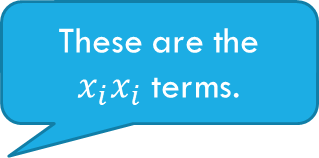 These are the
𝑥ᵢ𝑥ᵢ terms.